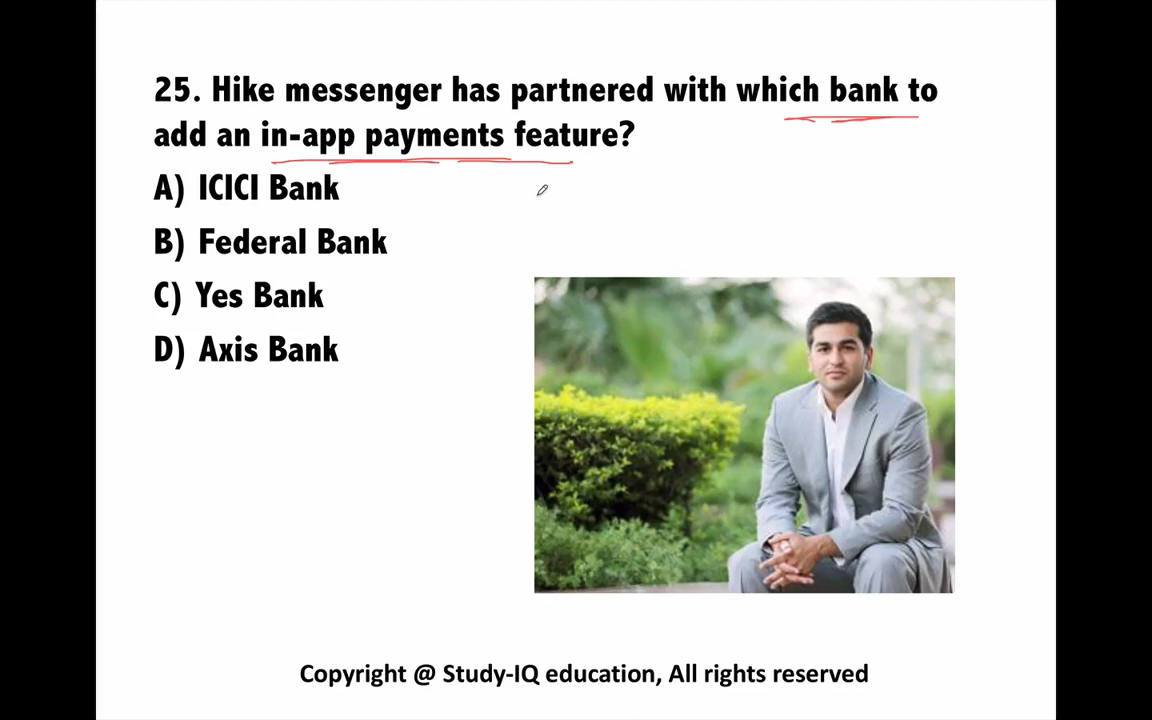 25. Hike messenger has partnered with which bank to
add an in-app payments feature?
A) ICICI Bank
B) Federal Bank
C) Yes Bank
D) Axis Bank
Copyright @ Study-IQ education, All rights reserved